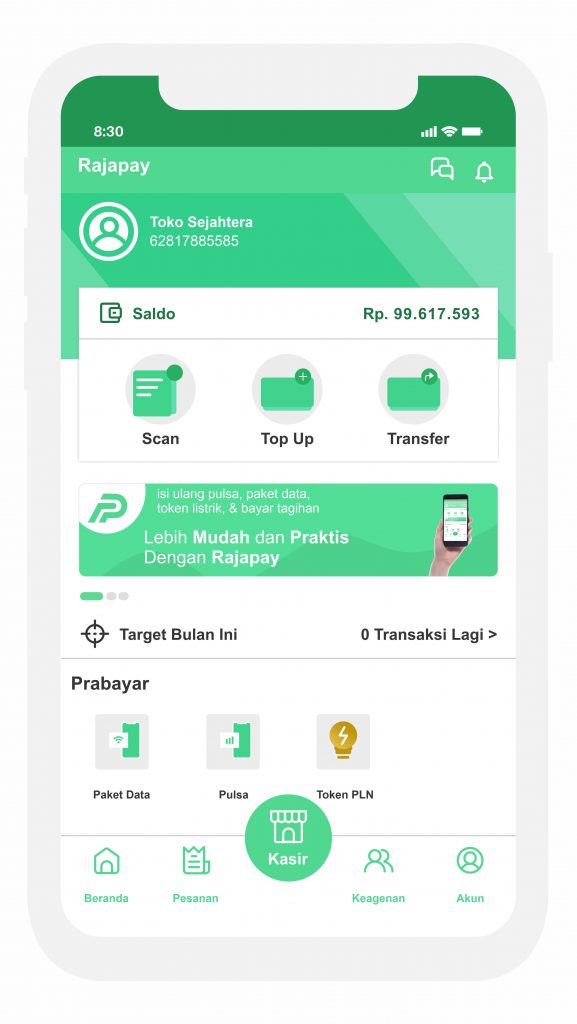 8:30
Rajapay
Toko Sejahtera
62817885585
Saldo
Rp. 99.617.593
Scan
Top Up
Transfer
isi ulang pulsa, paket data,
token listrik, & bayar tagihan
Lebih Mudah dan Praktis
Dengan Rajapay
Target Bulan Ini
0 Transaksi Lagi >
Prabayar
Paket Data
Pulsa
Token PLN
Kasir
Beranda
Pesanan
Keagenan
Akun